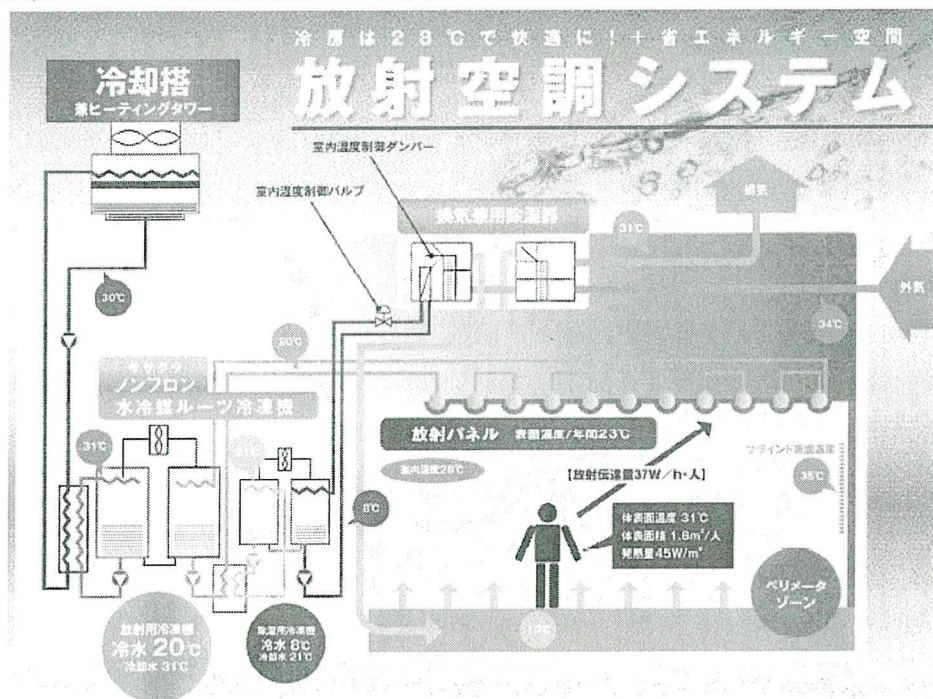 冷房は28℃で快適に!+省エネルギー空間
放射空調システム
冷却搭
兼ヒーティングタワー
室内温度制御ダンパー
室内湿度制御バルブ
換気兼用除湿器
排気
31℃
外気
34℃
30℃
20℃
ノンフロン
水冷媒ルーツ冷凍機
31℃
8℃
放射パネル 表面温度/年間23℃
室内温度28℃
【放射伝達量37W/h・人】
ブラインド表面温度
35℃
体表面温度 31℃
体表面積 1.6m²/人
発熱量45W/m²
ペリメータ
ゾーン
19℃
放射用冷凍機
冷水 20℃
冷却水 31℃
除湿用冷凍機
冷水 8℃
冷却水 21℃